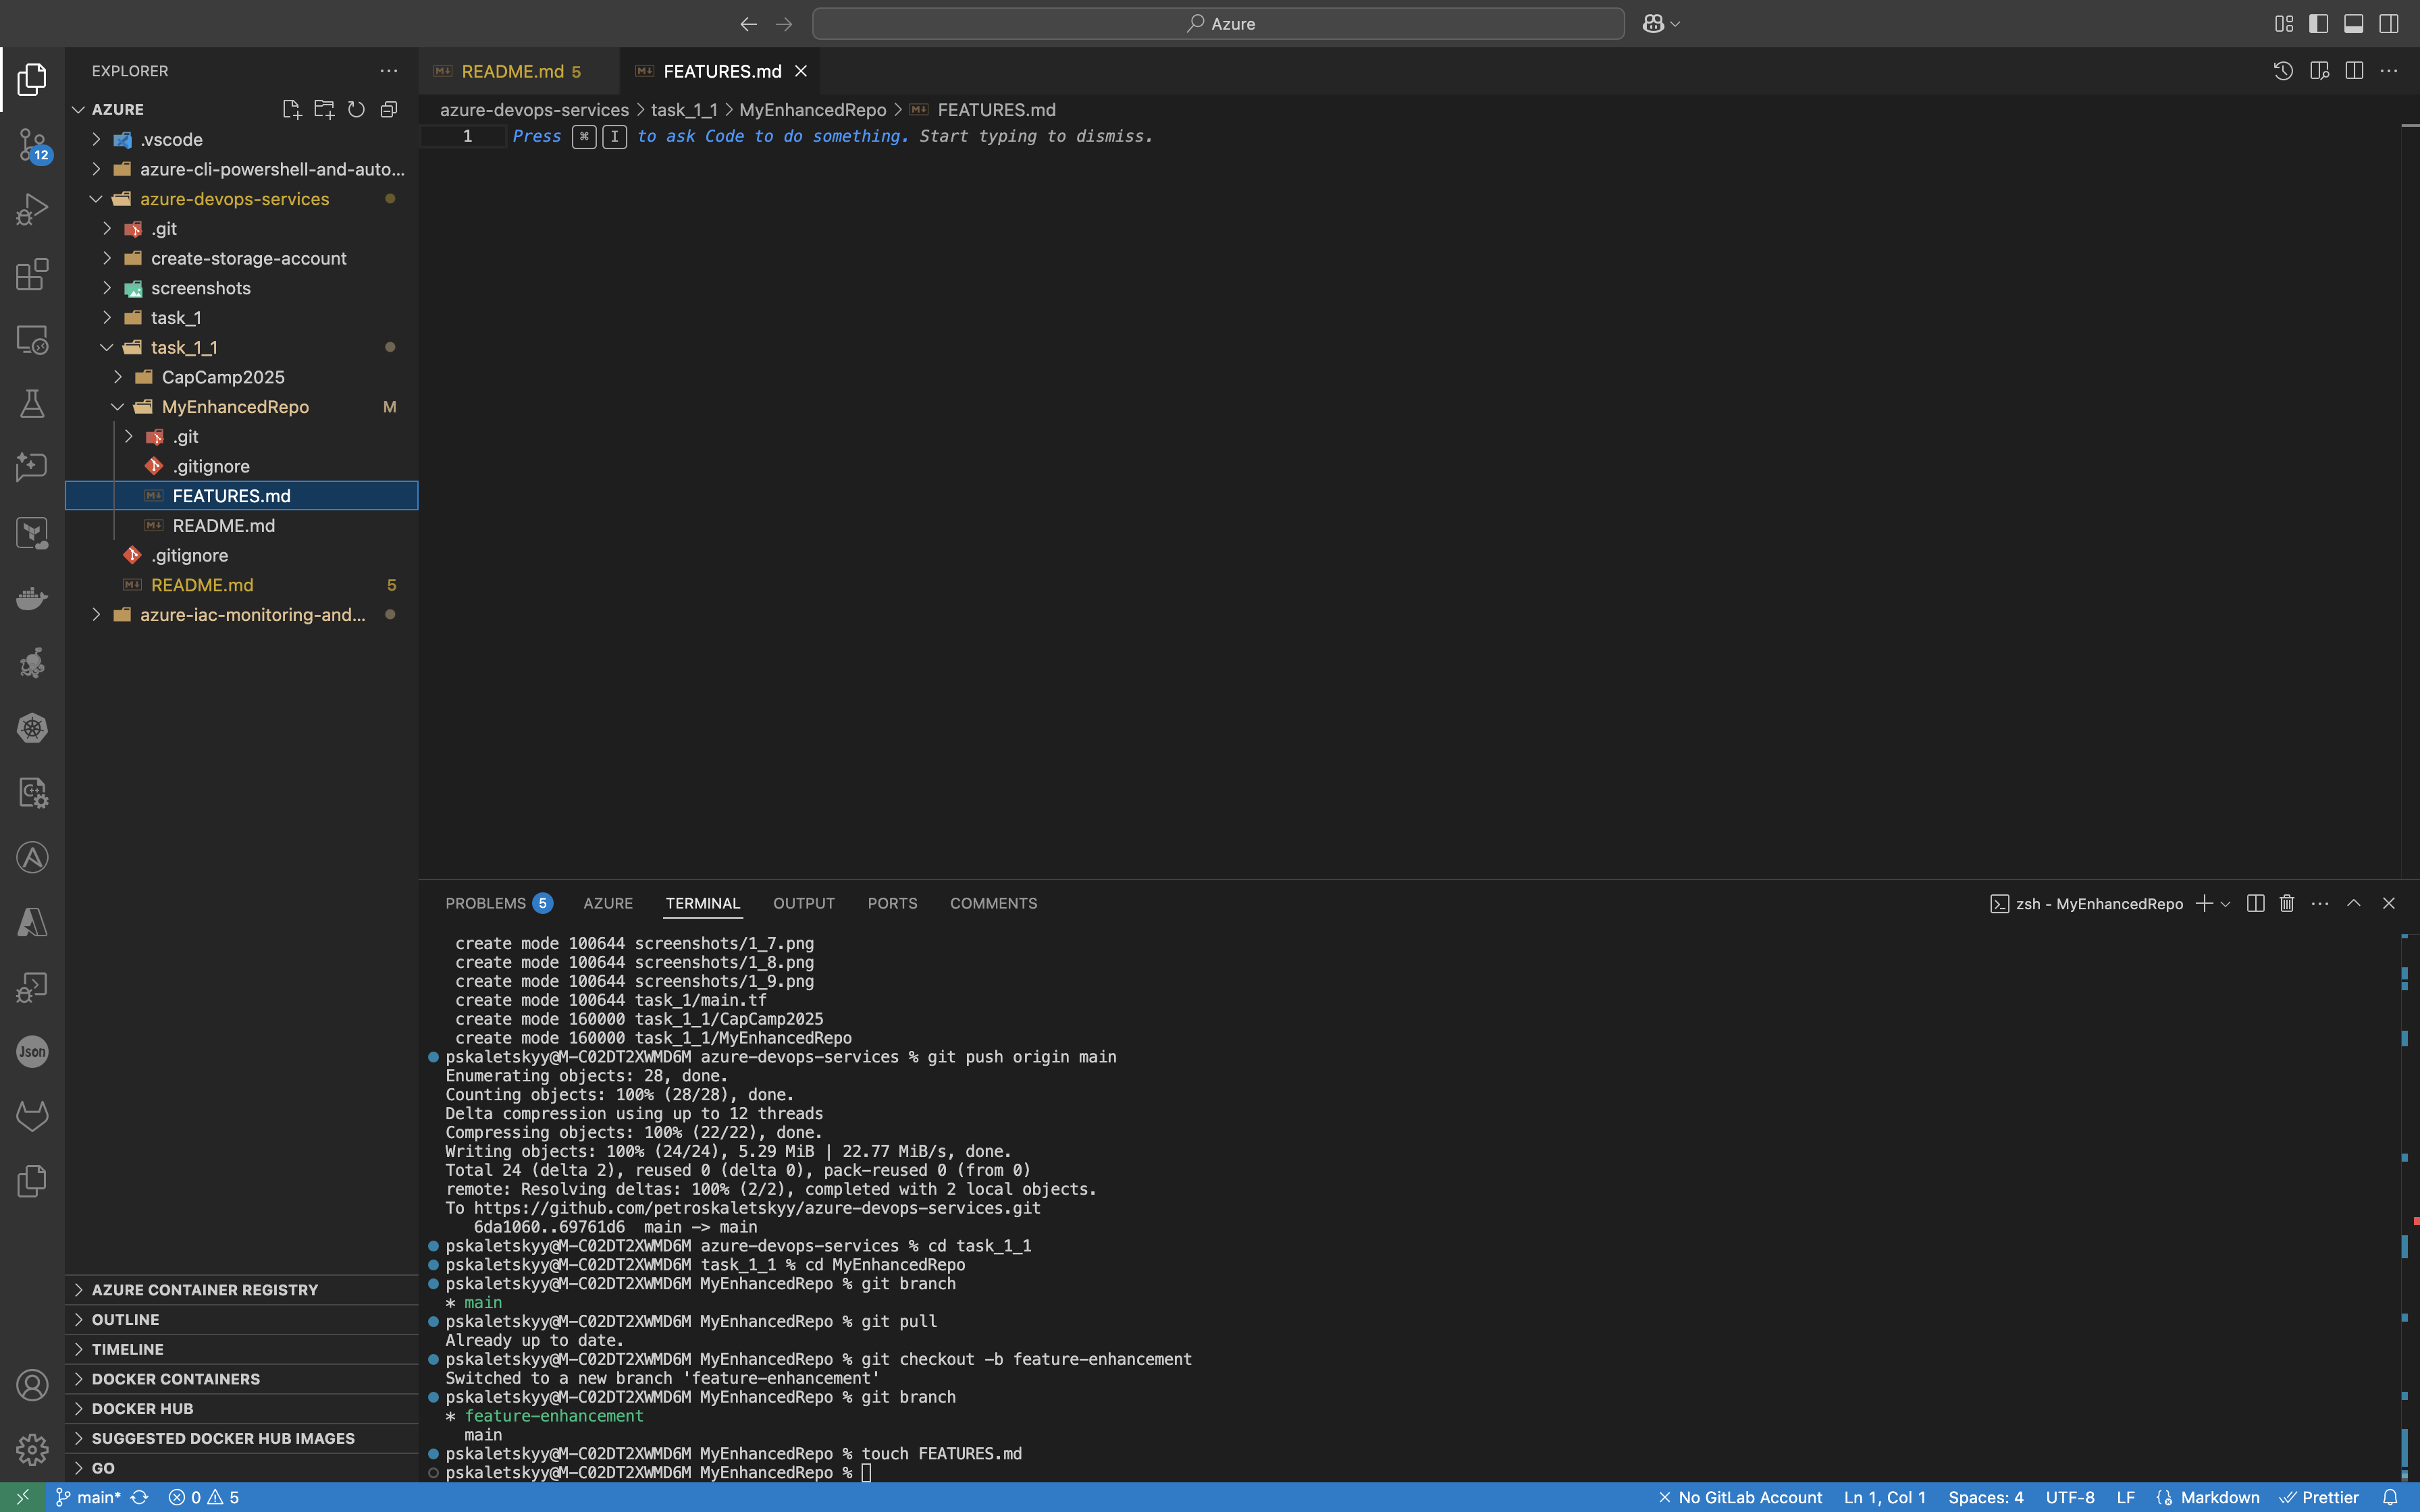 Azure
EXPLORER
README.md 5
FEATURES.md
AZURE
azure-devops-services > task_1_1 > MyEnhancedRepo > FEATURES.md
1 Press ⌘ I to ask Code to do something. Start typing to dismiss.
.vscode
12
azure-cli-powershell-and-auto...
azure-devops-services
.git
create-storage-account
screenshots
task_1
task_1_1
CapCamp2025
MyEnhancedRepo M
.git
.gitignore
FEATURES.md
README.md
.gitignore
README.md 5
azure-iac-monitoring-and...
PROBLEMS 5 AZURE TERMINAL OUTPUT PORTS COMMENTS
zsh - MyEnhancedRepo
create mode 100644 screenshots/1_7.png
create mode 100644 screenshots/1_8.png
create mode 100644 screenshots/1_9.png
create mode 100644 task_1/main.tf
create mode 160000 task_1_1/CapCamp2025
create mode 160000 task_1_1/MyEnhancedRepo
pskaletskyy@M-C02DT2XWMD6M azure-devops-services % git push origin main
Enumerating objects: 28, done.
Counting objects: 100% (28/28), done.
Delta compression using up to 12 threads
Compressing objects: 100% (22/22), done.
Writing objects: 100% (24/24), 5.29 MiB | 22.77 MiB/s, done.
Total 24 (delta 2), reused 0 (delta 0), pack-reused 0 (from 0)
remote: Resolving deltas: 100% (2/2), completed with 2 local objects.
To https://github.com/petroskaletskyy/azure-devops-services.git
6da1060..69761d6  main -> main
pskaletskyy@M-C02DT2XWMD6M azure-devops-services % cd task_1_1
pskaletskyy@M-C02DT2XWMD6M task_1_1 % cd MyEnhancedRepo
pskaletskyy@M-C02DT2XWMD6M MyEnhancedRepo % git branch
* main
pskaletskyy@M-C02DT2XWMD6M MyEnhancedRepo % git pull
Already up to date.
pskaletskyy@M-C02DT2XWMD6M MyEnhancedRepo % git checkout -b feature-enhancement
Switched to a new branch 'feature-enhancement'
pskaletskyy@M-C02DT2XWMD6M MyEnhancedRepo % git branch
* feature-enhancement
main
pskaletskyy@M-C02DT2XWMD6M MyEnhancedRepo % touch FEATURES.md
pskaletskyy@M-C02DT2XWMD6M MyEnhancedRepo %
Json
AZURE CONTAINER REGISTRY
OUTLINE
TIMELINE
DOCKER CONTAINERS
DOCKER HUB
SUGGESTED DOCKER HUB IMAGES
GO
main* 0 5
No GitLab Account Ln 1, Col 1 Spaces: 4 UTF-8 LF Markdown Prettier